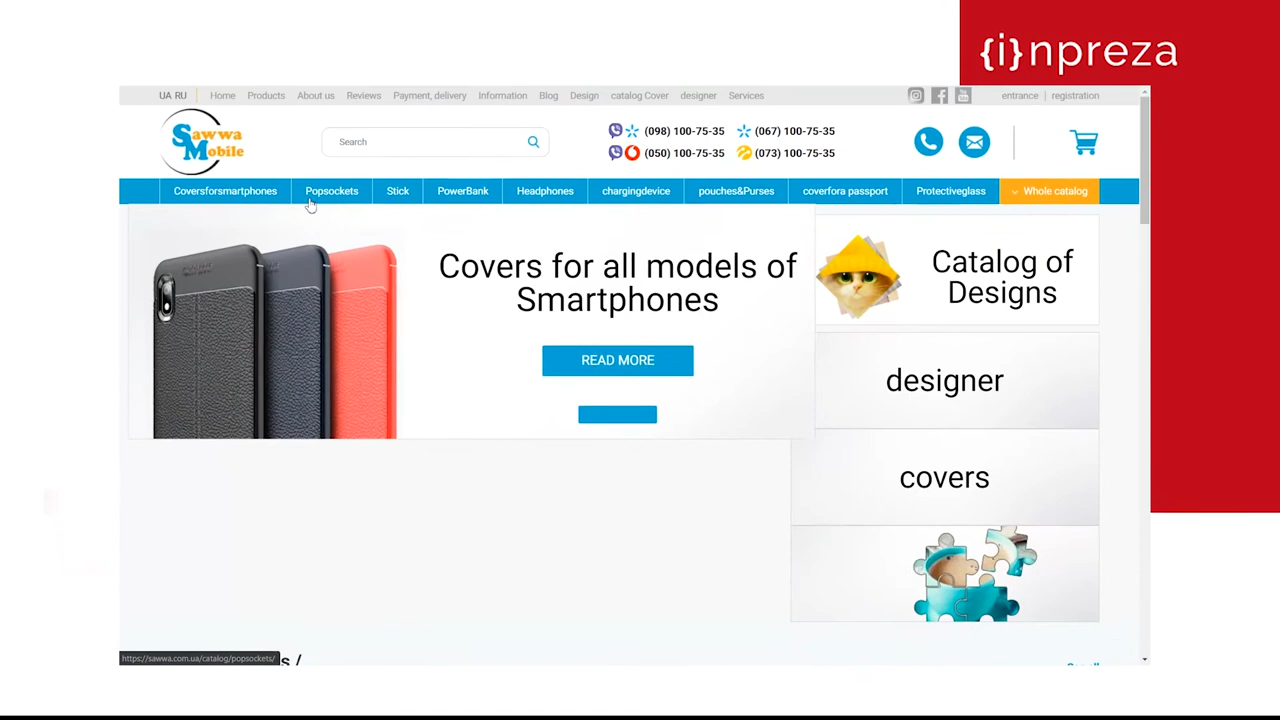 {i}npreza
UA RU Home Products About us Reviews Payment, delivery Information Blog Design catalog Cover designer Services entrance | registration
Sawwa Mobile
Search
(098) 100-75-35 (067) 100-75-35
(050) 100-75-35 (073) 100-75-35
Coversforsmartphones Popsockets Stick PowerBank Headphones chargingdevice pouches&Purses coverfora passport Protectiveglass Whole catalog
Covers for all models of
Smartphones
READ MORE
Catalog of
Designs
designer
covers
https://sawwa.com.ua/catalog/popsockets/